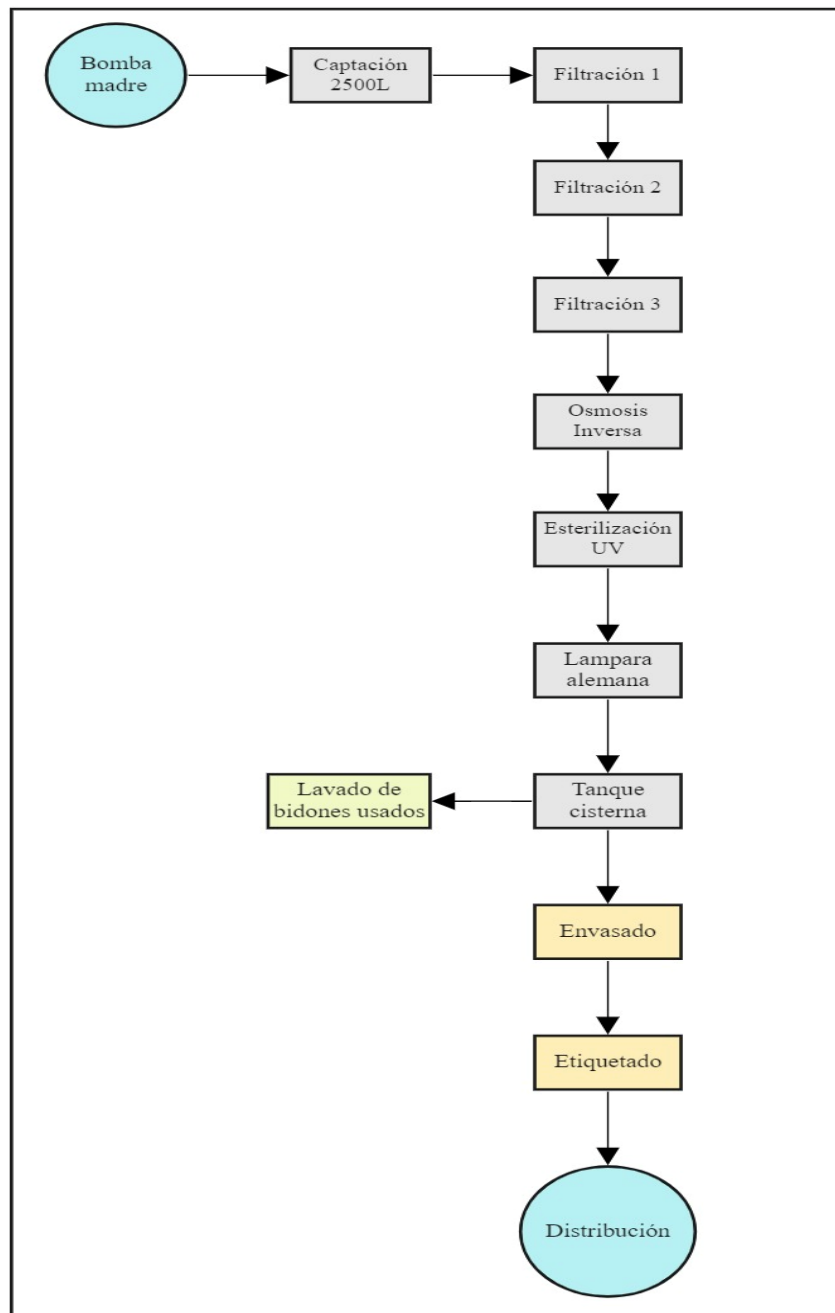 Bomba
madre
Captación
2500L
Filtración 1
Filtración 2
Filtración 3
Osmosis
Inversa
Esterilización
UV
Lampara
alemana
Lavado de
bidones usados
Tanque
cisterna
Envasado
Etiquetado
Distribución